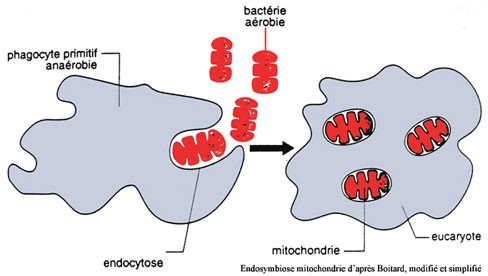 bactérie
aérobie
phagocyte primitif
anaérobie
endocytose
mitochondrie
eucaryote
Endosymbiose mitochondrie d'après Boitard, modifié et simplifié